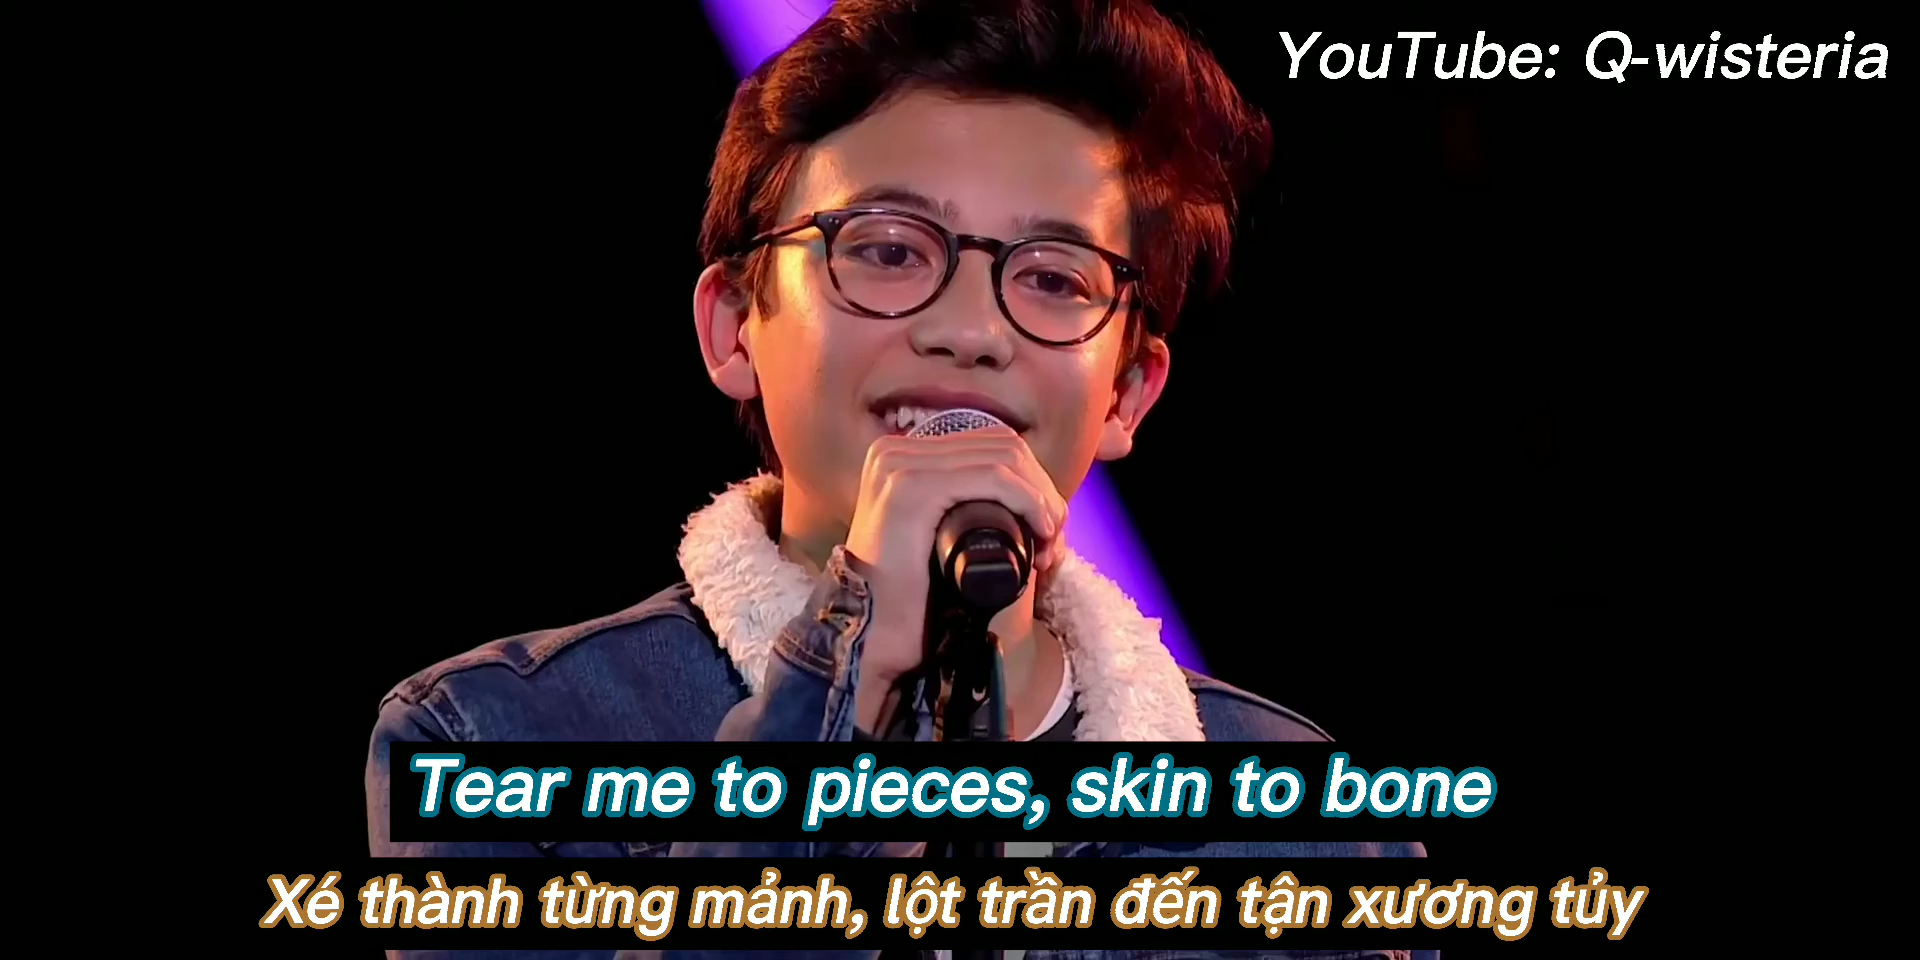 YouTube: Q-wisteria
Tear me to pieces, skin to bone
Xé thành từng mảnh, lột trần đến tận xương tủy